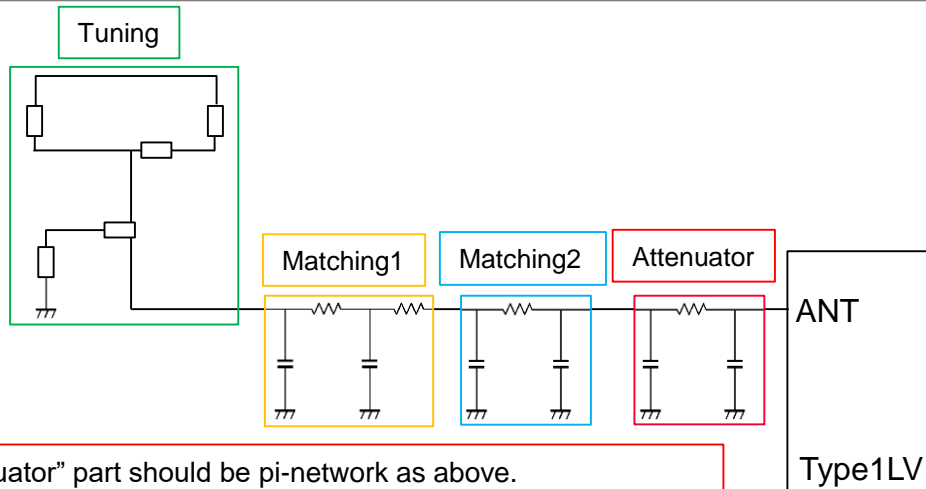 Tuning
Matching1
Matching2
Attenuator
ANT
uator” part should be pi-network as above.
Type1LV